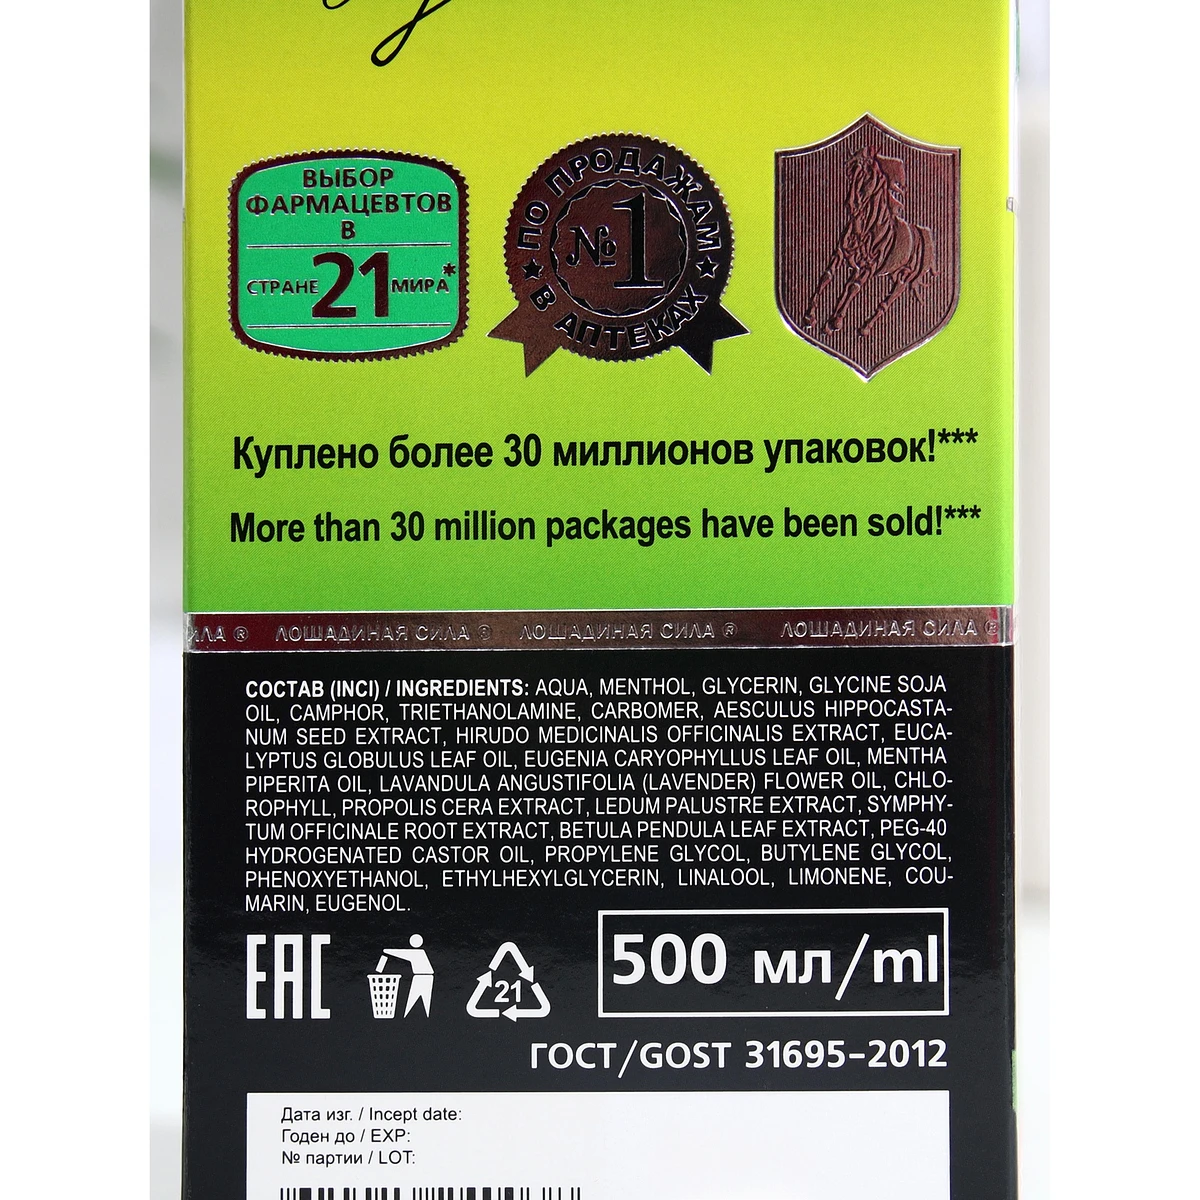 ВЫБОР
ФАРМАЦЕВТОВ
В
СТРАНЕ 21 МИРА*
ПО ПРОДАЖАМ
№1
В АПТЕКАХ
Куплено более 30 миллионов упаковок!***
More than 30 million packages have been sold!***
ЛОШАДИНАЯ СИЛА ® ЛОШАДИНАЯ СИЛА ® ЛОШАДИНАЯ СИЛА ®
СОСТАВ (INCI) / INGREDIENTS: AQUA, MENTHOL, GLYCERIN, GLYCINE SOJA
OIL, CAMPHOR, TRIETHANOLAMINE, CARBOMER, AESCULUS HIPPOCASTA-
NUM SEED EXTRACT, HIRUDO MEDICINALIS OFFICINALIS EXTRACT, EUCA-
LYPTUS GLOBULUS LEAF OIL, EUGENIA CARYOPHYLLUS LEAF OIL, MENTHA
PIPERITA OIL, LAVANDULA ANGUSTIFOLIA (LAVENDER) FLOWER OIL, CHLO-
ROPHYLL, PROPOLIS CERA EXTRACT, LEDUM PALUSTRE EXTRACT, SYMPHY-
TUM OFFICINALE ROOT EXTRACT, BETULA PENDULA LEAF EXTRACT, PEG-40
HYDROGENATED CASTOR OIL, PROPYLENE GLYCOL, BUTYLENE GLYCOL,
PHENOXYETHANOL, ETHYLHEXYLGLYCERIN, LINALOOL, LIMONENE, COU-
MARIN, EUGENOL.
EAC
21
500 мл/ml
ГОСТ/GOST 31695-2012
Дата изг. / Incept date:
Годен до / EXP:
№ партии / LOT: